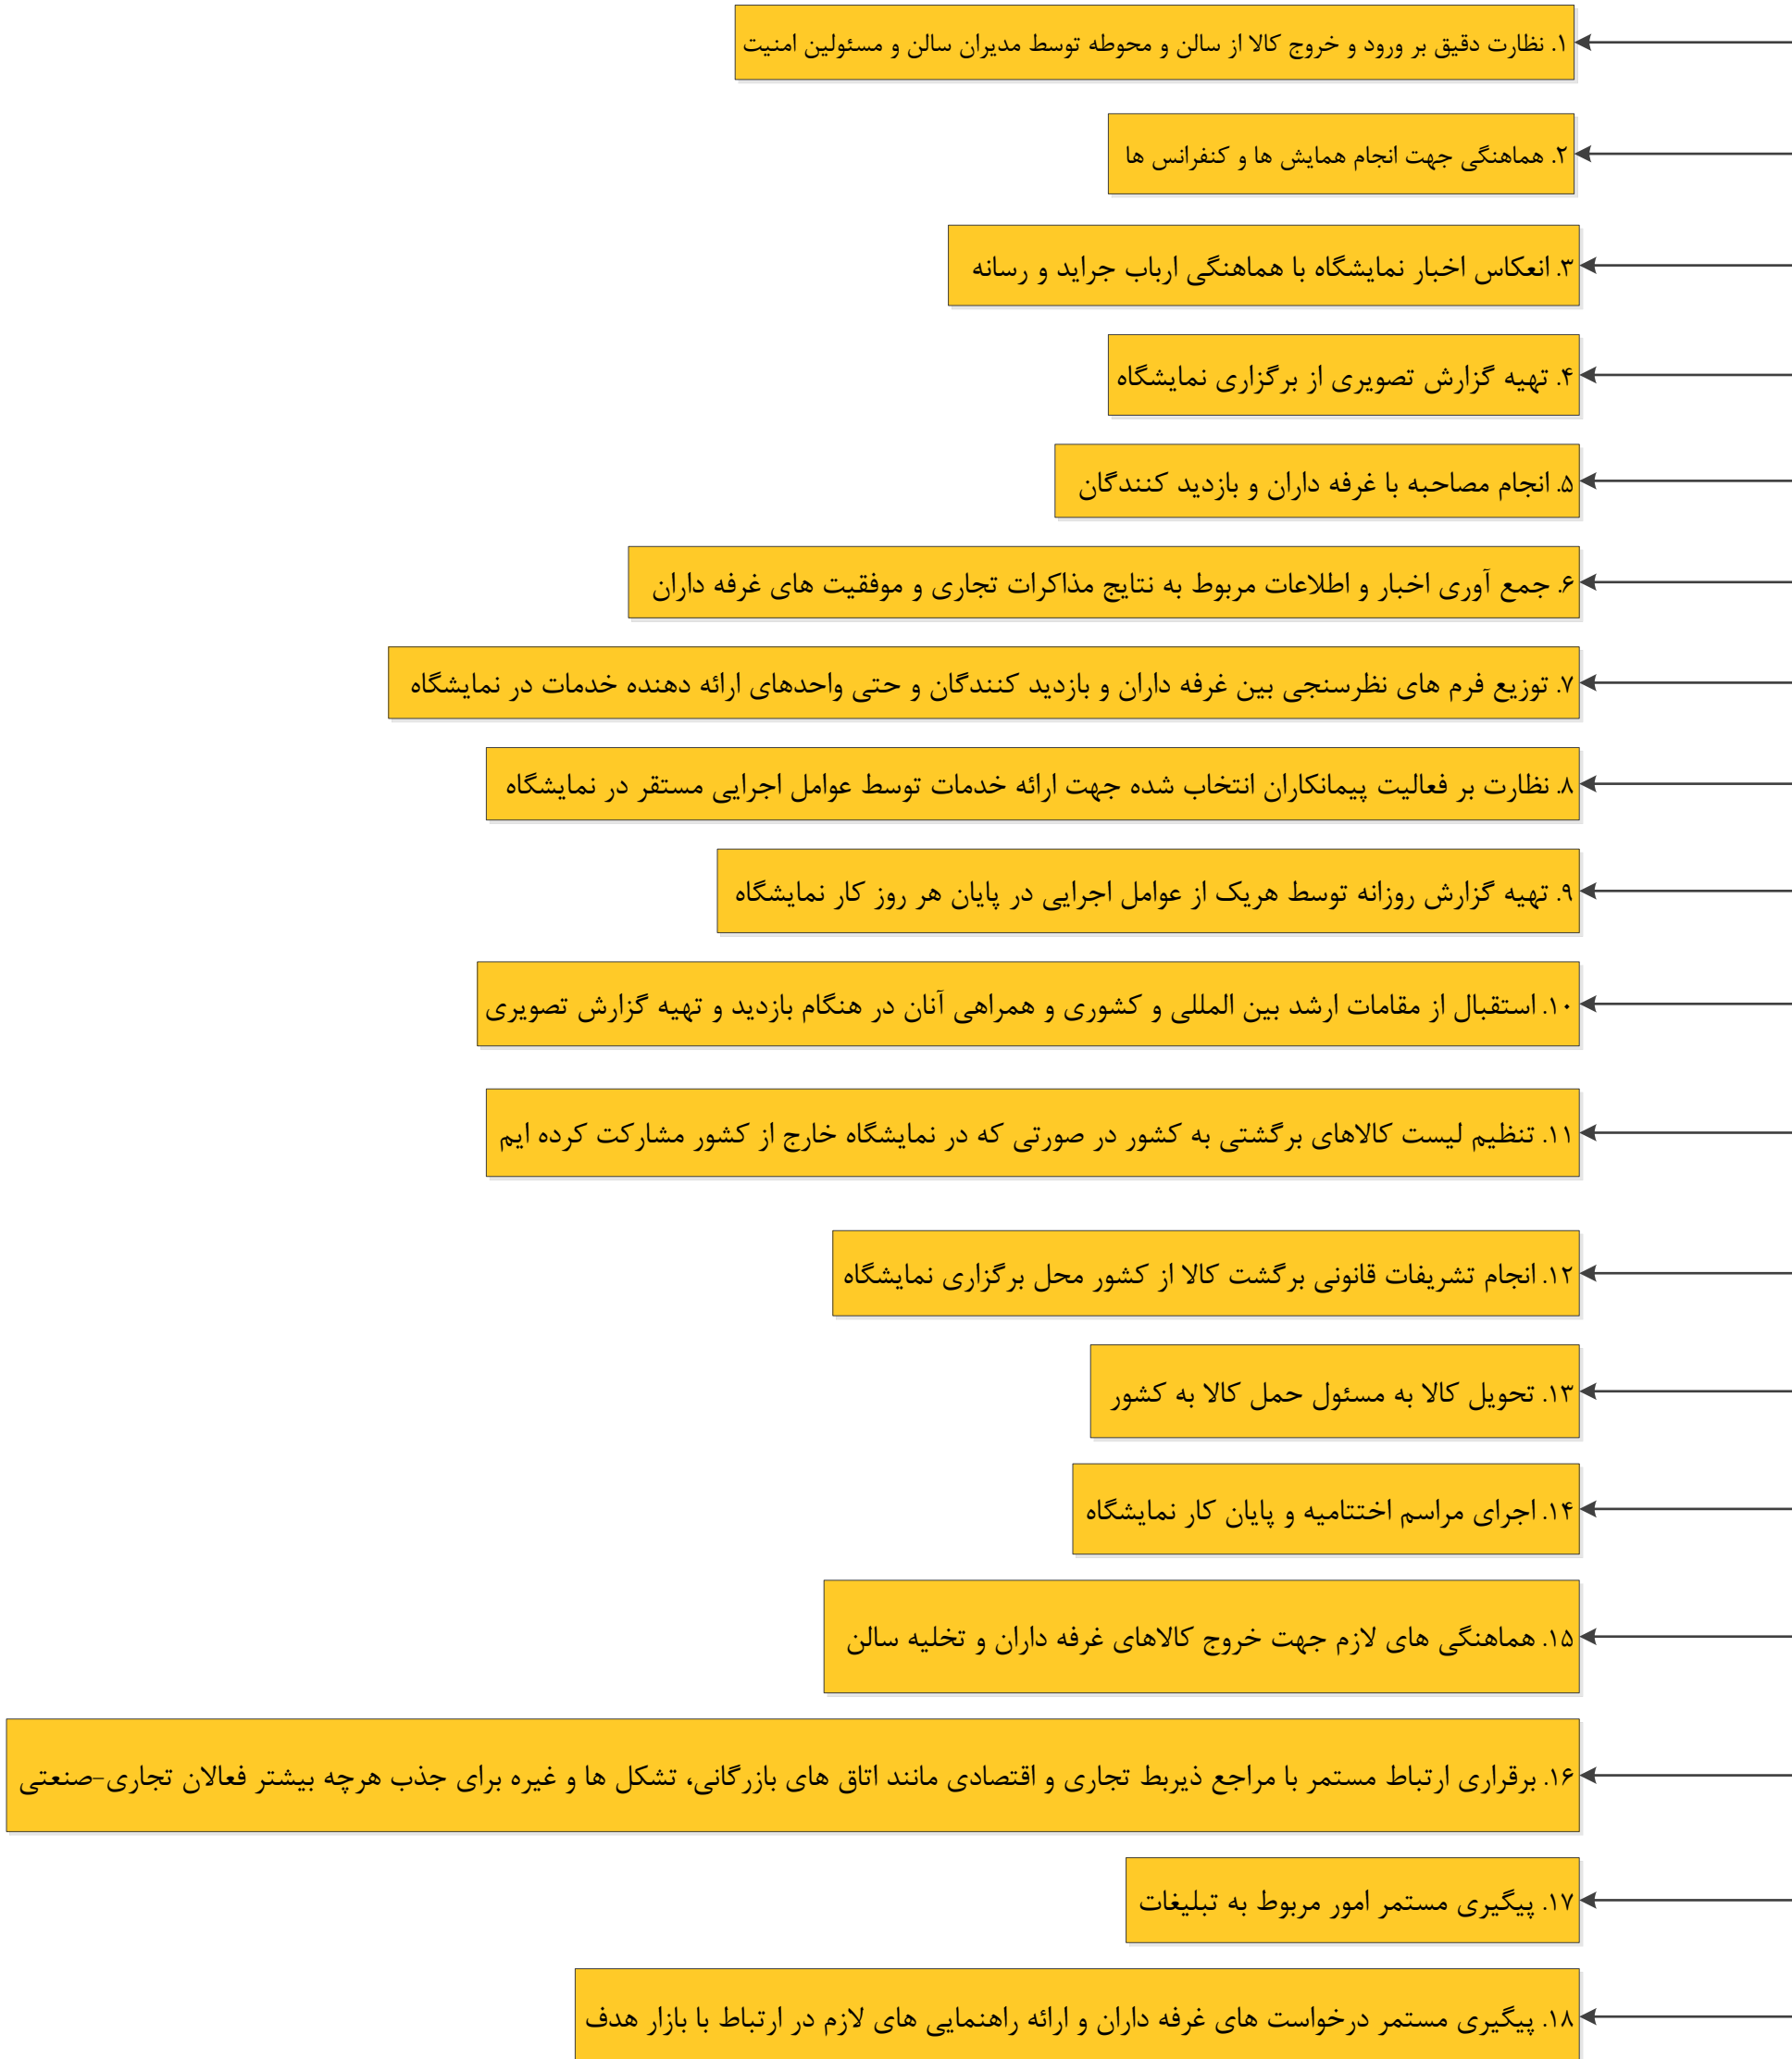 ۱. نظارت دقیق بر ورود و خروج کالا از سالن و محوطه توسط مدیران سالن و مسئولین امنیت
۲. هماهنگی جهت انجام همایش ها و کنفرانس ها
۳. انعکاس اخبار نمایشگاه با هماهنگی ارباب جراید و رسانه
۴. تهیه گزارش تصویری از برگزاری نمایشگاه
۵. انجام مصاحبه با غرفه داران و بازدید کنندگان
۶. جمع آوری اخبار و اطلاعات مربوط به نتایج مذاکرات تجاری و موفقیت های غرفه داران
۷. توزیع فرم های نظرسنجی بین غرفه داران و بازدید کنندگان و حتی واحدهای ارائه دهنده خدمات در نمایشگاه
۸. نظارت بر فعالیت پیمانکاران انتخاب شده جهت ارائه خدمات توسط عوامل اجرایی مستقر در نمایشگاه
۹. تهیه گزارش روزانه توسط هریک از عوامل اجرایی در پایان هر روز کار نمایشگاه
۱۰. استقبال از مقامات ارشد بین المللی و کشوری و همراهی آنان در هنگام بازدید و تهیه گزارش تصویری
۱۱. تنظیم لیست کالاهای برگشتی به کشور در صورتی که در نمایشگاه خارج از کشور مشارکت کرده ایم
۱۲. انجام تشریفات قانونی برگشت کالا از کشور محل برگزاری نمایشگاه
۱۳. تحویل کالا به مسئول حمل کالا به کشور
۱۴. اجرای مراسم اختتامیه و پایان کار نمایشگاه
۱۵. هماهنگی های لازم جهت خروج کالاهای غرفه داران و تخلیه سالن
۱۶. برقراری ارتباط مستمر با مراجع ذیربط تجاری و اقتصادی مانند اتاق های بازرگانی، تشکل ها و غیره برای جذب هرچه بیشتر فعالان تجاری-صنعتی
۱۷. پیگیری مستمر امور مربوط به تبلیغات
۱۸. پیگیری مستمر درخواست های غرفه داران و ارائه راهنمایی های لازم در ارتباط با بازار هدف